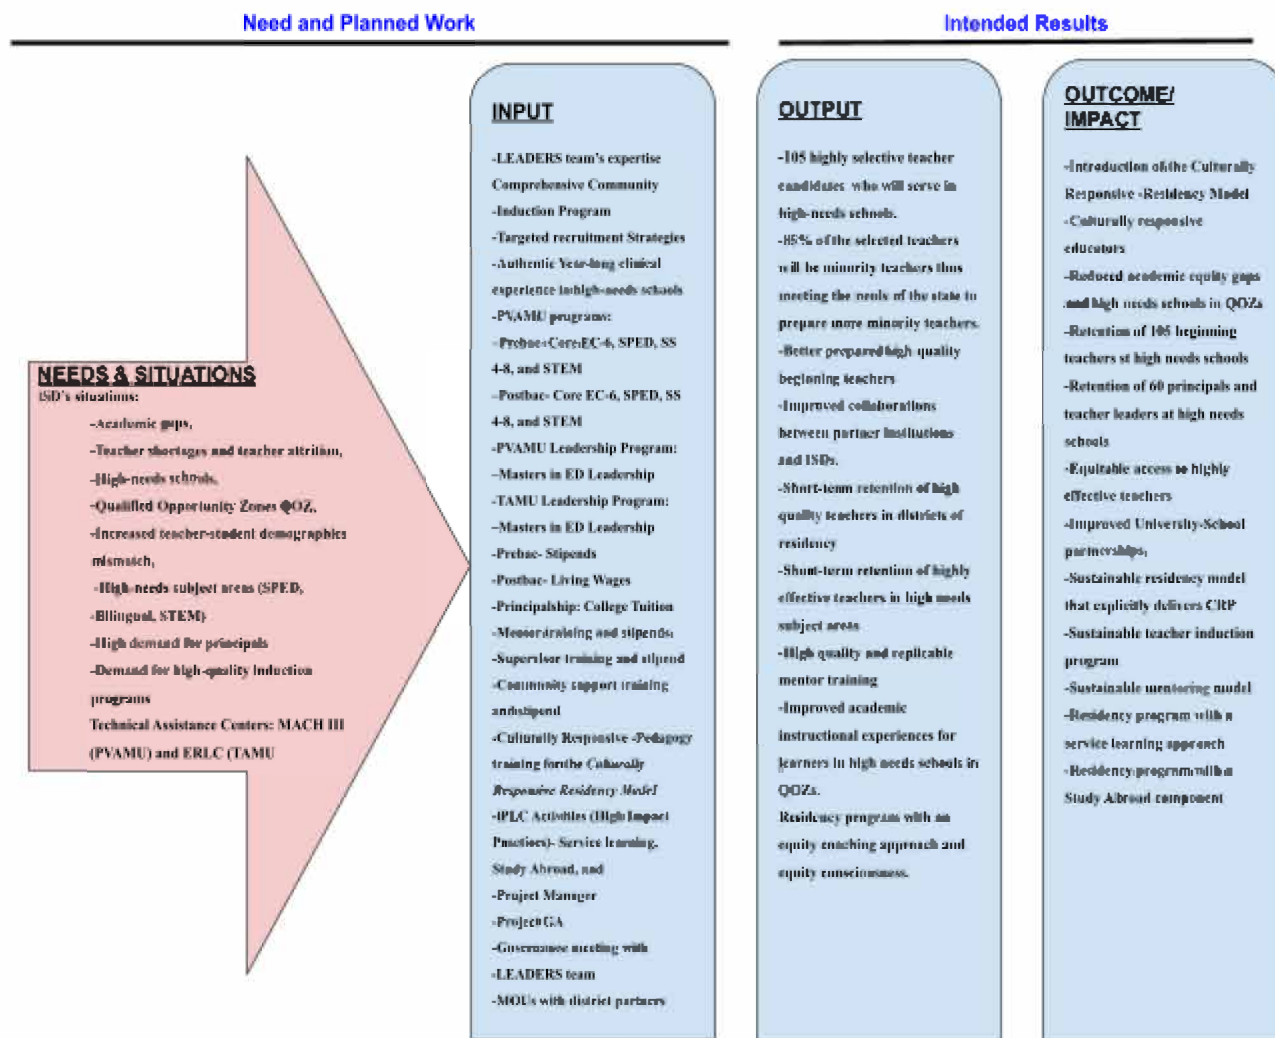 Need and Planned Work
Intended Results
NEEDS & SITUATIONS
ISD's situations:
-Academic gaps,
-Teacher shortages and teacher attrition,
-High-needs schools,
-Qualified Opportunity Zones QOZ,
-Increased teacher-student demographics
mismatch,
-High-needs subject areas (SPED,
-Bilingual, STEM)
-High demand for principals
-Demand for high-quality Induction
programs
Technical Assistance Centers: MACH III
(PVAMU) and ERLC (TAMU
INPUT
-LEADERS team's expertise
Comprehensive Community
-Induction Program
-Targeted recruitment Strategies
-Authentic Year-long clinical
experience in high-needs schools
-PVAMU programs:
-Prebac-Core:EC-6, SPED, SS
4-8, and STEM
-Postbac- Core EC-6, SPED, SS
4-8, and STEM
-PVAMU Leadership Program:
-Masters in ED Leadership
-TAMU Leadership Program:
-Masters in ED Leadership
-Prebac- Stipends
-Postbac- Living Wages
-Principalship: College Tuition
-Mentor training and stipends;
-Supervisor training and stipend
-Community support training
and stipend
-Culturally Responsive -Pedagogy
training for the Culturally
Responsive Residency Model
-IPLC Activities (High Impact
Practices)- Service learning,
Study Abroad, and
-Project Manager
-Project GA
-Governance meeting with
-LEADERS team
-MOUs with district partners
OUTPUT
-105 highly selective teacher
candidates who will serve in
high-needs schools.
-85% of the selected teachers
will be minority teachers thus
meeting the needs of the state to
prepare more minority teachers.
-Better prepared high quality
beginning teachers
-Improved collaborations
between partner institutions
and ISDs.
-Short-term retention of high
quality teachers in districts of
residency
-Short-term retention of highly
effective teachers in high needs
subject areas
-High quality and replicable
mentor training
-Improved academic
instructional experiences for
learners in high needs schools in
QOZs.
Residency program with an
equity coaching approach and
equity consciousness.
OUTCOME/
IMPACT
-Introduction of the Culturally
Responsive -Residency Model
-Culturally responsive
educators
-Reduced academic equity gaps
and high needs schools in QOZs
-Retention of 105 beginning
teachers at high needs schools
-Retention of 60 principals and
teacher leaders at high needs
schools
-Equitable access to highly
effective teachers
-Improved University-School
partnerships,
-Sustainable residency model
that explicitly delivers CRP
-Sustainable teacher induction
program
-Sustainable mentoring model
-Residency program with a
service learning approach
-Residency program with a
Study Abroad component